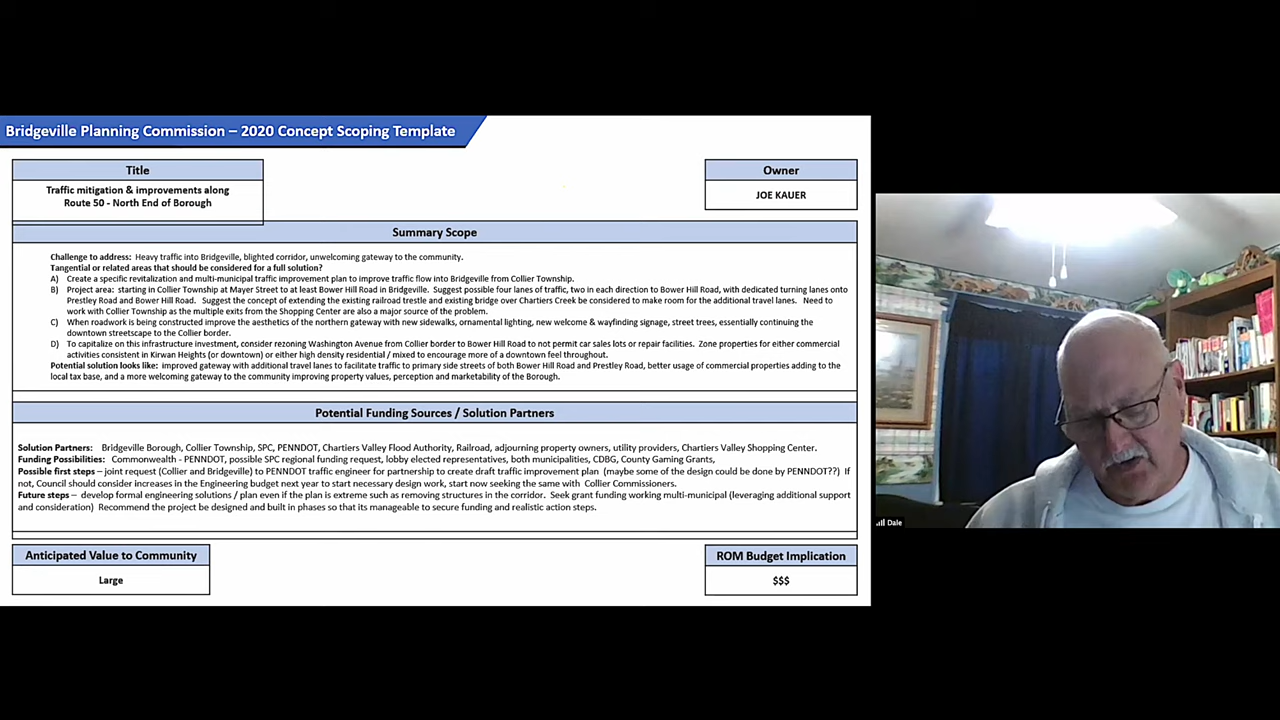 Bridgeville Planning Commission – 2020 Concept Scoping Template
Title
Traffic mitigation & improvements along
Route 50 - North End of Borough
Owner
JOE KAUER
Summary Scope
Challenge to address: Heavy traffic into Bridgeville, blighted corridor, unwelcoming gateway to the community.
Tangential or related areas that should be considered for a full solution?
A) Create a specific revitalization and multi-municipal traffic improvement plan to improve traffic flow into Bridgeville from Collier Township.
B) Project area: starting in Collier Township at Mayer Street to at least Bower Hill Road in Bridgeville. Suggest possible four lanes of traffic, two in each direction to Bower Hill Road, with dedicated turning lanes onto
Prestley Road and Bower Hill Road. Suggest the concept of extending the existing railroad trestle and existing bridge over Chartiers Creek be considered to make room for the additional travel lanes. Need to
work with Collier Township as the multiple exits from the Shopping Center are also a major source of the problem.
C) When roadwork is being constructed improve the aesthetics of the northern gateway with new sidewalks, ornamental lighting, new welcome & wayfinding signage, street trees, essentially continuing the
downtown streetscape to the Collier border.
D) To capitalize on this infrastructure investment, consider rezoning Washington Avenue from Collier border to Bower Hill Road to not permit car sales lots or repair facilities. Zone properties for either commercial
activities consistent in Kirwan Heights (or downtown) or either high density residential / mixed to encourage more of a downtown feel throughout.
Potential solution looks like: improved gateway with additional travel lanes to facilitate traffic to primary side streets of both Bower Hill Road and Prestley Road, better usage of commercial properties adding to the
local tax base, and a more welcoming gateway to the community improving property values, perception and marketability of the Borough.
Potential Funding Sources / Solution Partners
Solution Partners: Bridgeville Borough, Collier Township, SPC, PENNDOT, Chartiers Valley Flood Authority, Railroad, adjourning property owners, utility providers, Chartiers Valley Shopping Center.
Funding Possibilities: Commonwealth - PENNDOT, possible SPC regional funding request, lobby elected representatives, both municipalities, CDBG, County Gaming Grants,
Possible first steps – joint request (Collier and Bridgeville) to PENNDOT traffic engineer for partnership to create draft traffic improvement plan (maybe some of the design could be done by PENNDOT??) If
not, Council should consider increases in the Engineering budget next year to start necessary design work, start now seeking the same with Collier Commissioners.
Future steps – develop formal engineering solutions / plan even if the plan is extreme such as removing structures in the corridor. Seek grant funding working multi-municipal (leveraging additional support
and consideration) Recommend the project be designed and built in phases so that its manageable to secure funding and realistic action steps.
Anticipated Value to Community
Large
ROM Budget Implication
$$$
Dale